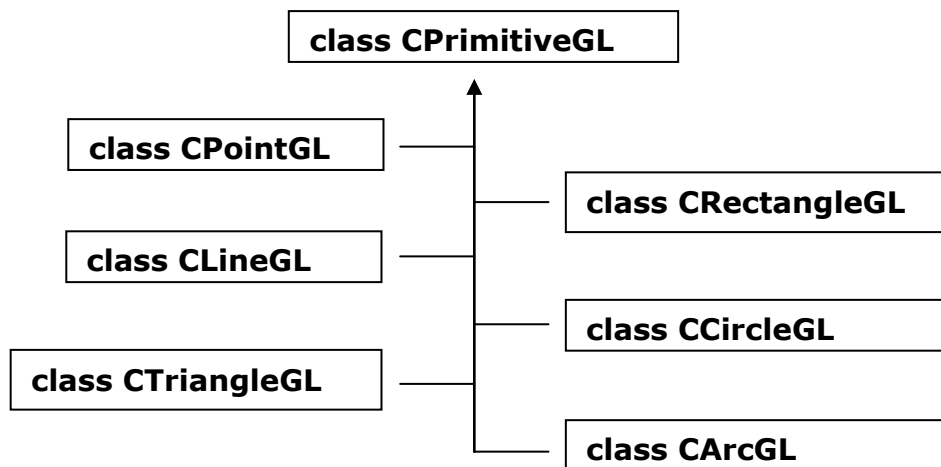 class CPrimitiveGL
class CPointGL
class CRectangleGL
class CLineGL
class CCircleGL
class CTriangleGL
class CArcGL